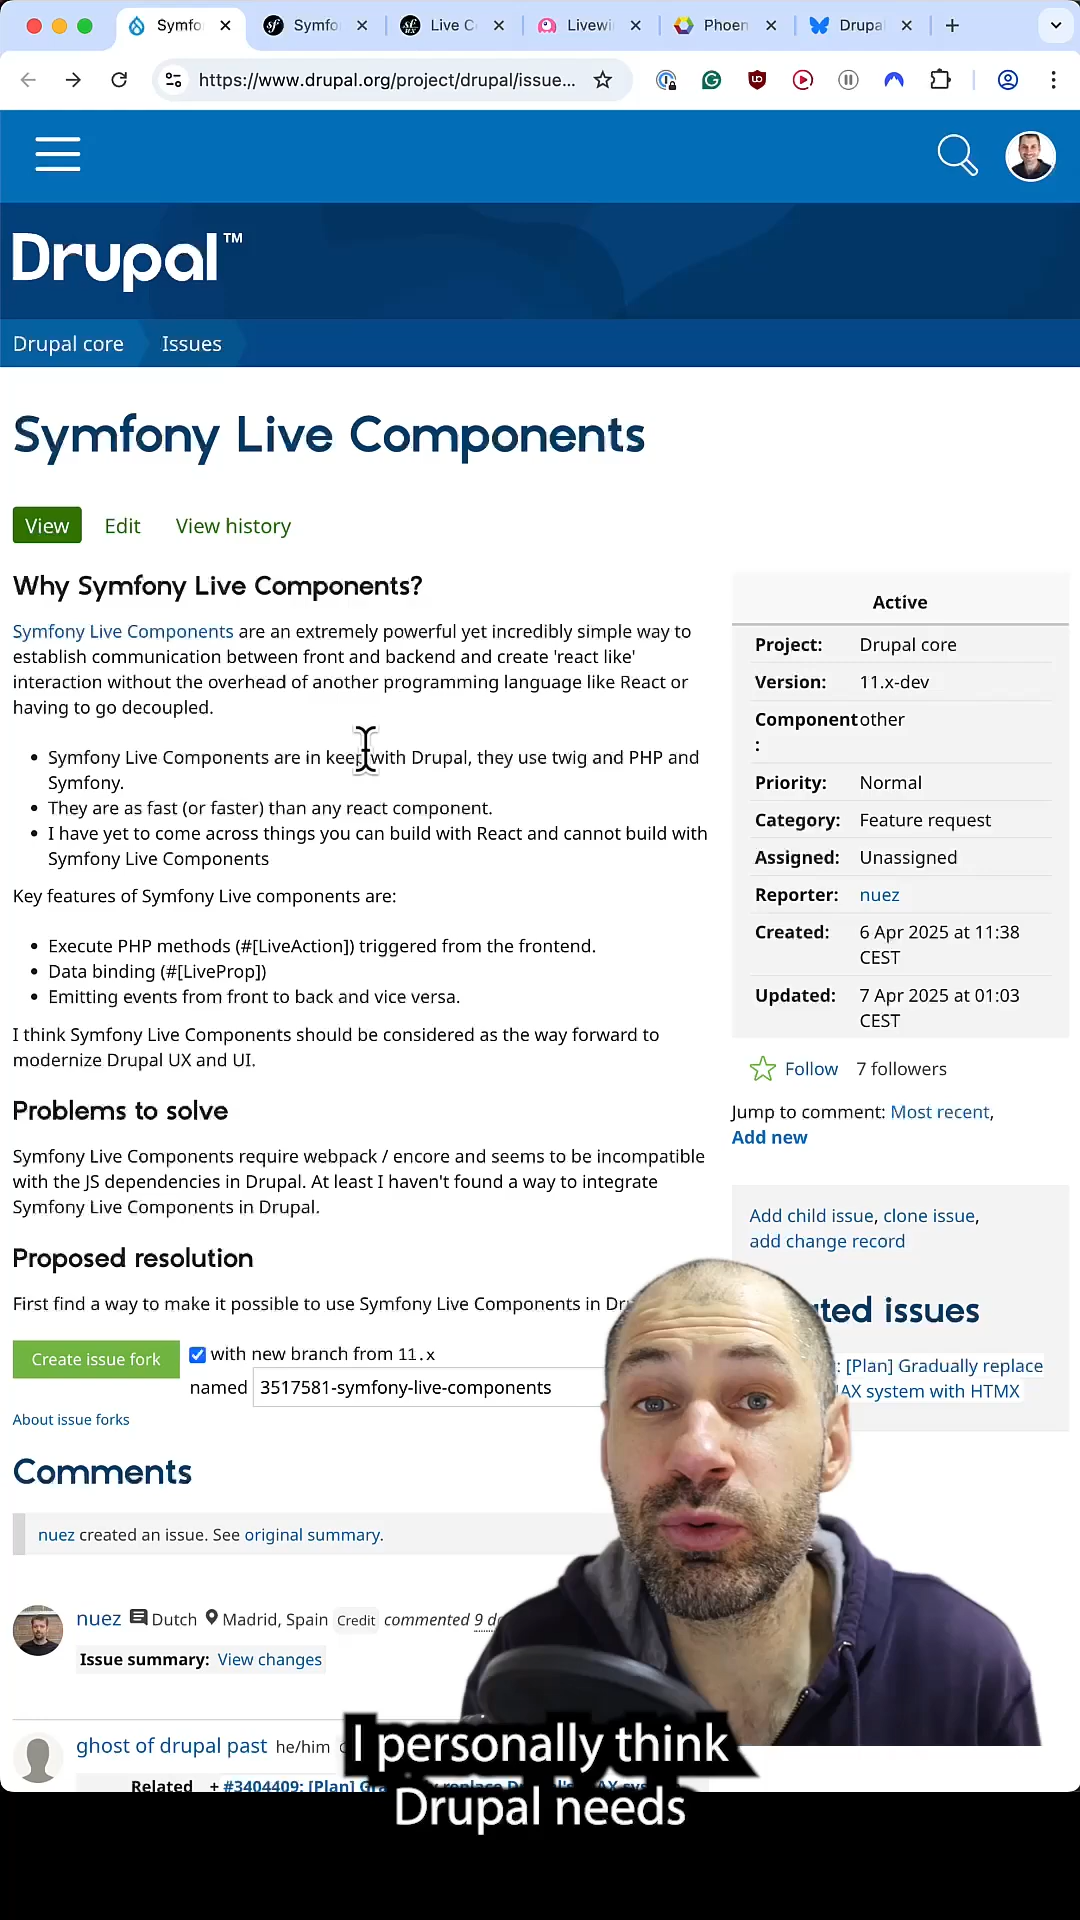 Symfo
Symfo
Live C
Livewi
Phoen
Drupa
https://www.drupal.org/project/drupal/issue...
Drupal™
Drupal core
Issues
Symfony Live Components
View
Edit
View history
Why Symfony Live Components?
Symfony Live Components are an extremely powerful yet incredibly simple way to
establish communication between front and backend and create 'react like'
interaction without the overhead of another programming language like React or
having to go decoupled.
• Symfony Live Components are in keep with Drupal, they use twig and PHP and
Symfony.
• They are as fast (or faster) than any react component.
• I have yet to come across things you can build with React and cannot build with
Symfony Live Components
Key features of Symfony Live components are:
• Execute PHP methods (#[LiveAction]) triggered from the frontend.
• Data binding (#[LiveProp])
• Emitting events from front to back and vice versa.
I think Symfony Live Components should be considered as the way forward to
modernize Drupal UX and UI.
Problems to solve
Symfony Live Components require webpack / encore and seems to be incompatible
with the JS dependencies in Drupal. At least I haven't found a way to integrate
Symfony Live Components in Drupal.
Proposed resolution
First find a way to make it possible to use Symfony Live Components in Dr
Create issue fork
with new branch from 11.x
named 3517581-symfony-live-components
About issue forks
Active
Project: Drupal core
Version: 11.x-dev
Component other
:
Priority: Normal
Category: Feature request
Assigned: Unassigned
Reporter: nuez
Created: 6 Apr 2025 at 11:38
CEST
Updated: 7 Apr 2025 at 01:03
CEST
Follow 7 followers
Jump to comment: Most recent,
Add new
Add child issue, clone issue,
add change record
ted issues
: [Plan] Gradually replace
AX system with HTMX
Comments
nuez created an issue. See original summary.
nuez Dutch Madrid, Spain Credit commented 9 d
Issue summary: View changes
ghost of drupal past he/him
Related + #3404409: [Plan] Gra
I personally think
Drupal needs